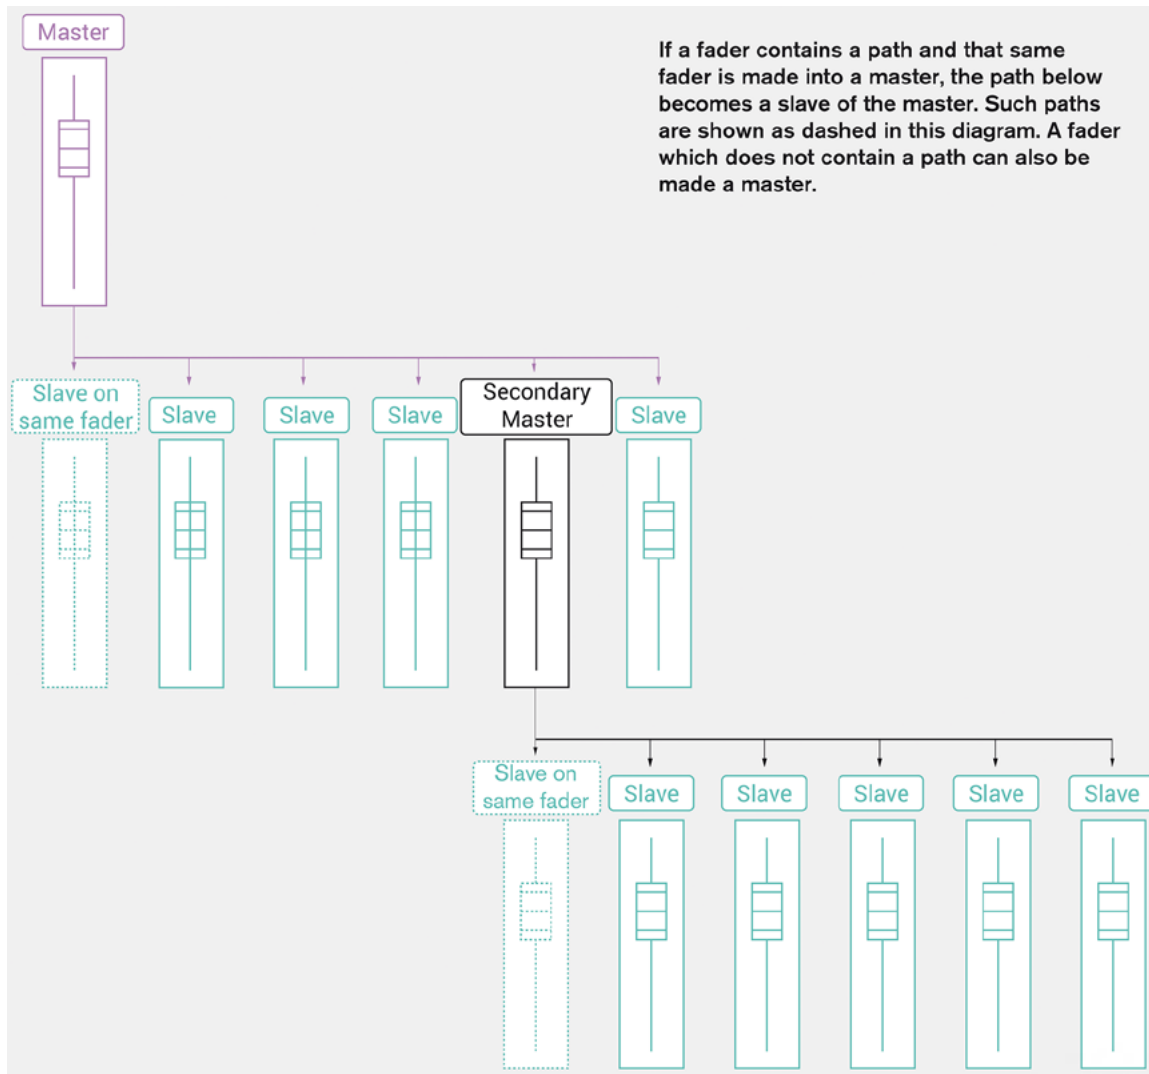 Master
If a fader contains a path and that same
fader is made into a master, the path below
becomes a slave of the master. Such paths
are shown as dashed in this diagram. A fader
which does not contain a path can also be
made a master.
Slave on
same fader
Slave
Slave
Slave
Secondary
Master
Slave
Slave on
same fader
Slave
Slave
Slave
Slave
Slave